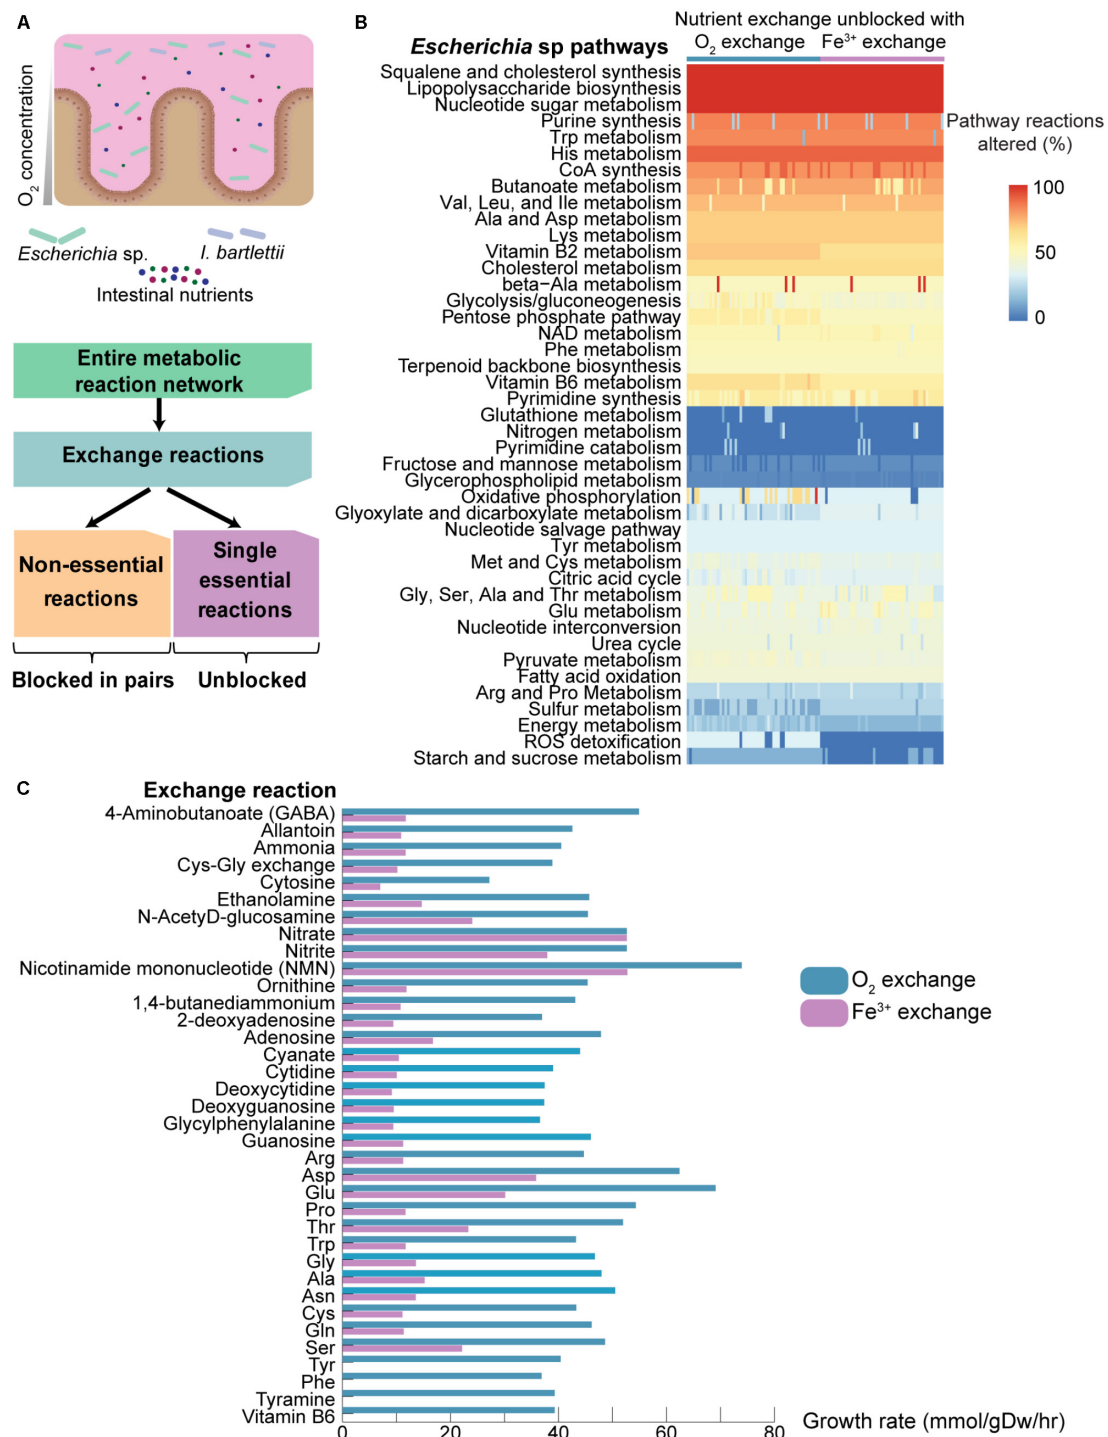 A
O2 concentration
Escherichia sp.
I. bartlettii
Intestinal nutrients
Entire metabolic
reaction network
Exchange reactions
Non-essential
reactions
Single
essential
reactions
Blocked in pairs
Unblocked
B
Nutrient exchange unblocked with
Escherichia sp pathways
O2 exchange
Fe3+ exchange
Squalene and cholesterol synthesis
Lipopolysaccharide biosynthesis
Nucleotide sugar metabolism
Purine synthesis
Trp metabolism
His metabolism
CoA synthesis
Butanoate metabolism
Val, Leu, and Ile metabolism
Ala and Asp metabolism
Lys metabolism
Vitamin B2 metabolism
Cholesterol metabolism
beta-Ala metabolism
Glycolysis/gluconeogenesis
Pentose phosphate pathway
NAD metabolism
Phe metabolism
Terpenoid backbone biosynthesis
Vitamin B6 metabolism
Pyrimidine synthesis
Glutathione metabolism
Nitrogen metabolism
Pyrimidine catabolism
Fructose and mannose metabolism
Glycerophospholipid metabolism
Oxidative phosphorylation
Glyoxylate and dicarboxylate metabolism
Nucleotide salvage pathway
Tyr metabolism
Met and Cys metabolism
Citric acid cycle
Gly, Ser, Ala and Thr metabolism
Glu metabolism
Nucleotide interconversion
Urea cycle
Pyruvate metabolism
Fatty acid oxidation
Arg and Pro Metabolism
Sulfur metabolism
Energy metabolism
ROS detoxification
Starch and sucrose metabolism
Pathway reactions
altered (%)
100
50
0
C
Exchange reaction
4-Aminobutanoate (GABA)
Allantoin
Ammonia
Cys-Gly exchange
Cytosine
Ethanolamine
N-AcetyD-glucosamine
Nitrate
Nitrite
Nicotinamide mononucleotide (NMN)
Ornithine
1,4-butanediammonium
2-deoxyadenosine
Adenosine
Cyanate
Cytidine
Deoxycytidine
Deoxyguanosine
Glycylphenylalanine
Guanosine
Arg
Asp
Glu
Pro
Thr
Trp
Gly
Ala
Asn
Cys
Gln
Ser
Tyr
Phe
Tyramine
Vitamin B6
O2 exchange
Fe3+ exchange
0 20 40 60 80
Growth rate (mmol/gDw/hr)